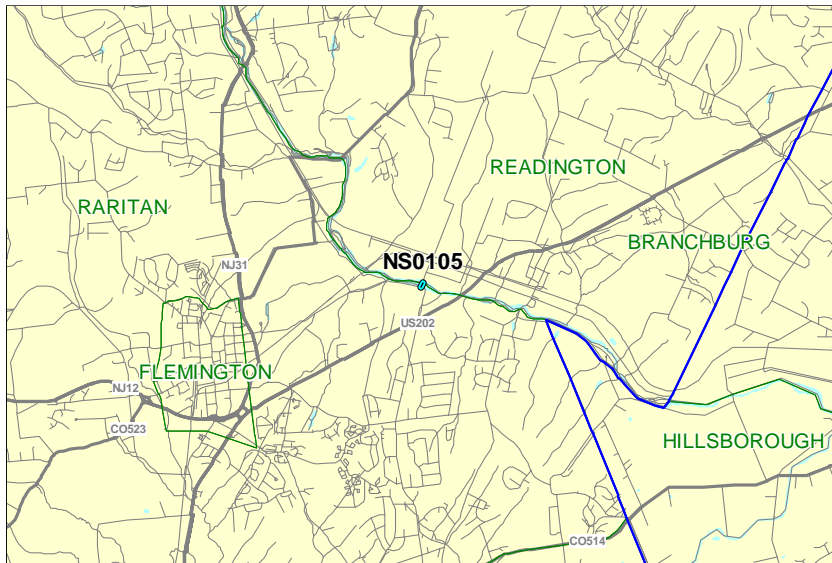 READINGTON
RARITAN
BRANCHBURG
NS0105
NJ31
US202
FLEMINGTON
NJ12
CO523
HILLSBOROUGH
CO514